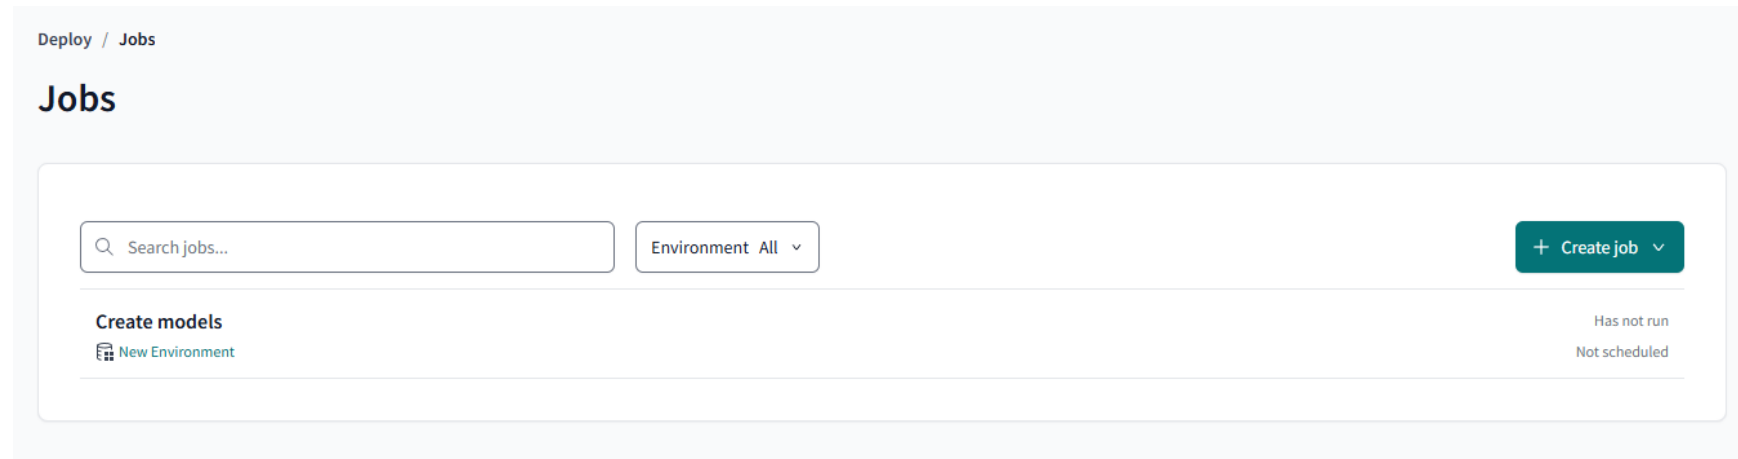 Deploy / Jobs
Jobs
Search jobs...
Environment All
+ Create job
Create models
Has not run
New Environment
Not scheduled